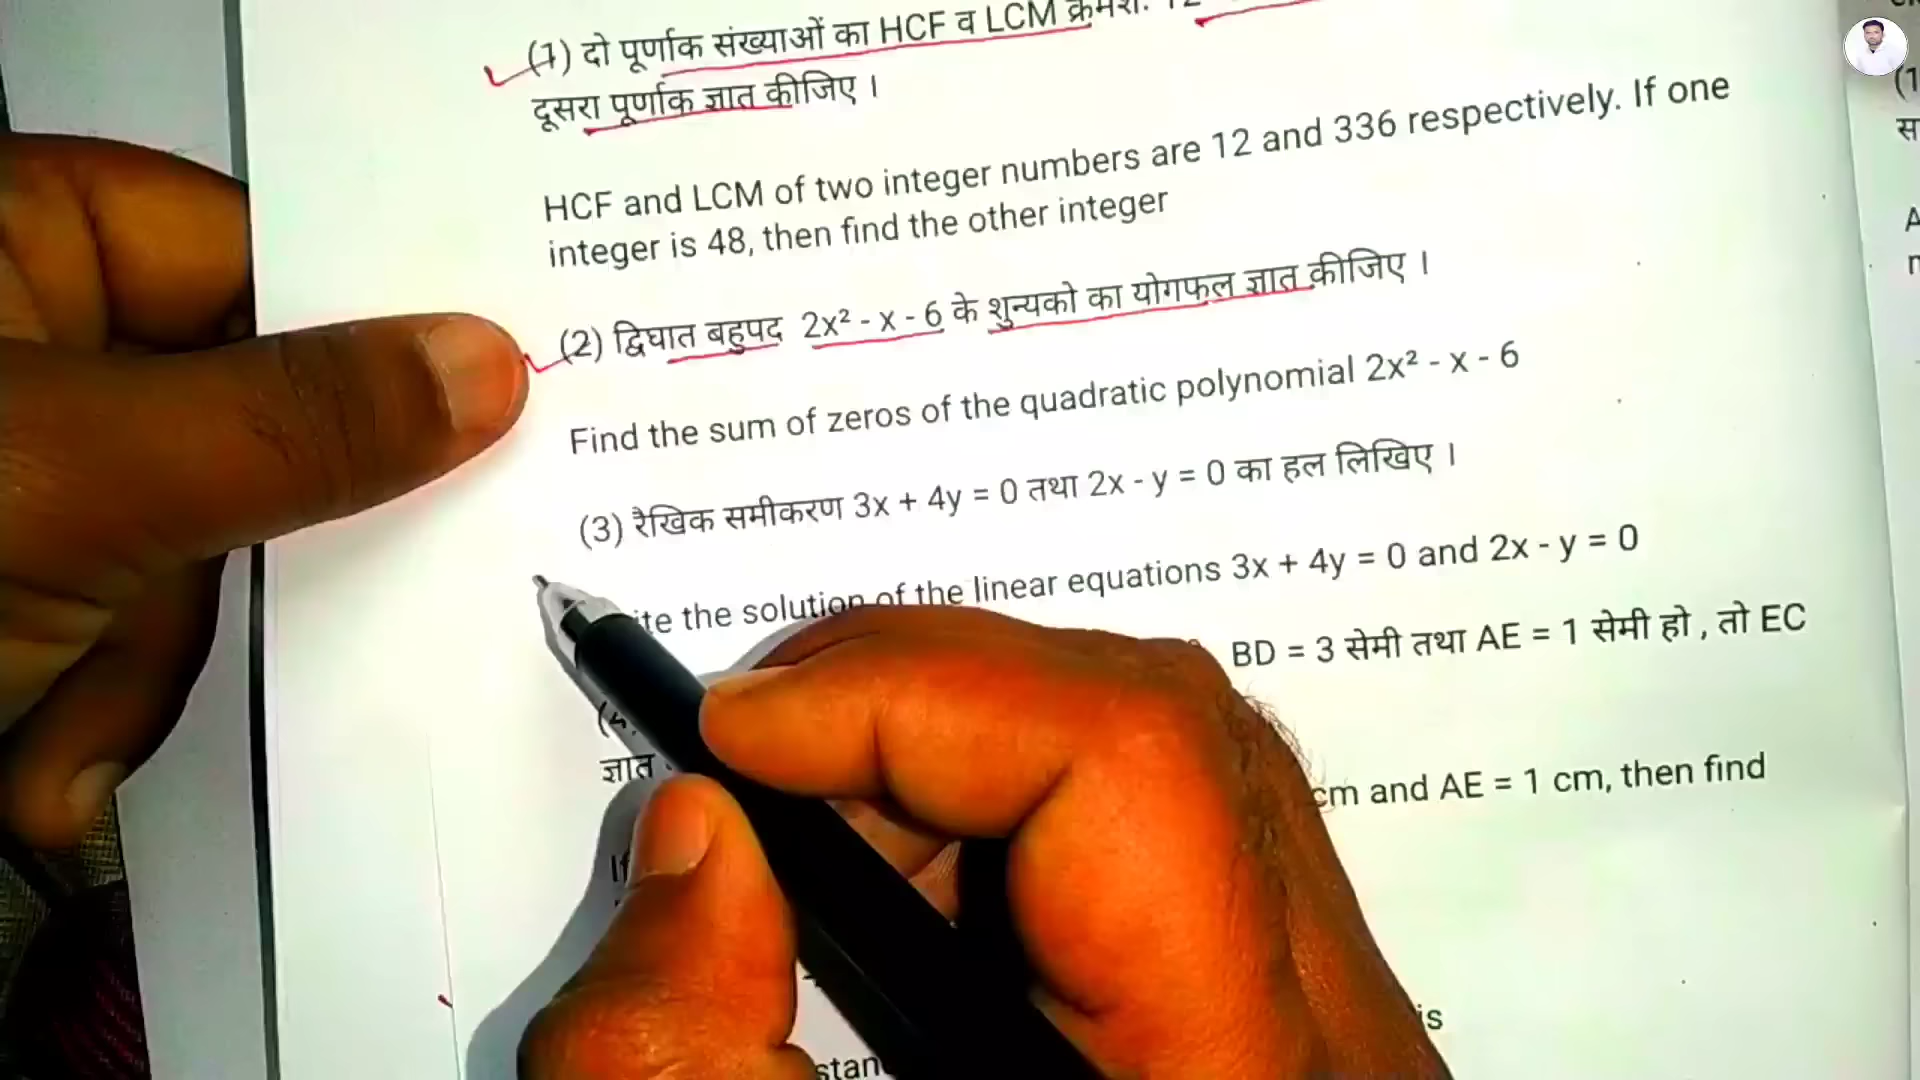 (1) दो पूर्णाक संख्याओं का HCF व LCM क्रमश: 12
दूसरा पूर्णाक ज्ञात कीजिए ।
HCF and LCM of two integer numbers are 12 and 336 respectively. If one
integer is 48, then find the other integer
(2) द्विघात बहुपद 2x² - x - 6 के शुन्यको का योगफल ज्ञात कीजिए ।
Find the sum of zeros of the quadratic polynomial 2x² - x - 6
(3) रैखिक समीकरण 3x + 4y = 0 तथा 2x - y = 0 का हल लिखिए ।
ite the solution of the linear equations 3x + 4y = 0 and 2x - y = 0
BD = 3 सेमी तथा AE = 1 सेमी हो , तो EC
ज्ञात
cm and AE = 1 cm, then find
If
is
stan